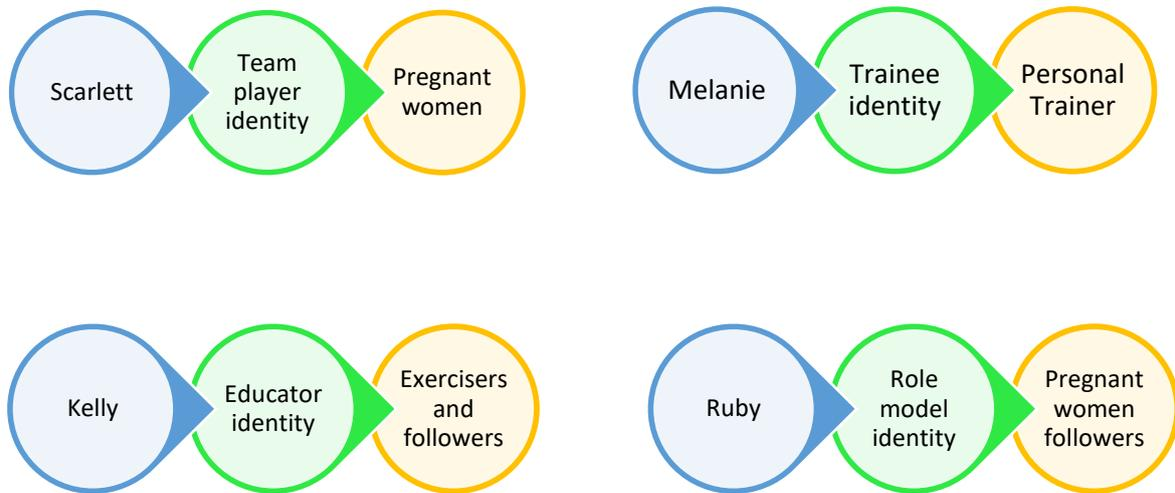 Scarlett
Team
player
identity
Pregnant
women
Melanie
Trainee
identity
Personal
Trainer
Kelly
Educator
identity
Exercisers
and
followers
Ruby
Role
model
identity
Pregnant
women
followers